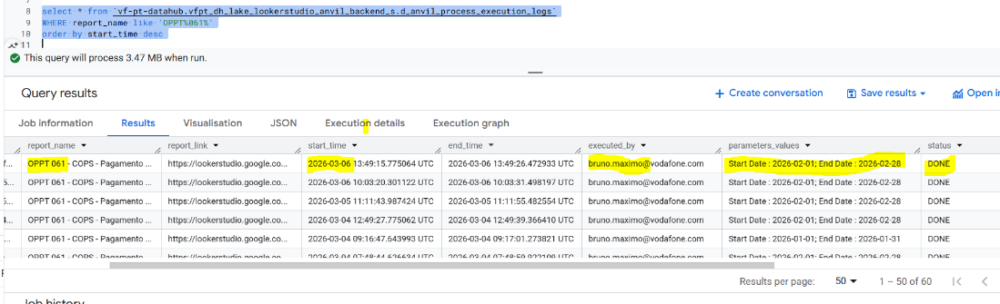 8 select * from `vf-pt-datahub.vfpt_dh_lake_lookerstudio_anvil_backend_s.d_anvil_process_execution_logs`
9 WHERE report_name like 'OPPT%061%'
10 order by start_time desc
11
This query will process 3.47 MB when run.
Query results
Create conversation
Save results
Open in
Job information
Results
Visualisation
JSON
Execution details
Execution graph
report_name report_link start_time end_time executed_by parameters_values status
OPPT 061 - COPS - Pagamento ... https://lookerstudio.google.co... 2026-03-06 13:49:15.775064 UTC 2026-03-06 13:49:26.472933 UTC bruno.maximo@vodafone.com Start Date : 2026-02-01; End Date : 2026-02-28 DONE
OPPT 061 - COPS - Pagamento ... https://lookerstudio.google.co... 2026-03-06 10:03:20.301122 UTC 2026-03-06 10:03:31.498197 UTC bruno.maximo@vodafone.com Start Date : 2026-02-01; End Date : 2026-02-28 DONE
OPPT 061 - COPS - Pagamento ... https://lookerstudio.google.co... 2026-03-05 11:11:43.987424 UTC 2026-03-05 11:11:55.482554 UTC bruno.maximo@vodafone.com Start Date : 2026-02-01; End Date : 2026-02-28 DONE
OPPT 061 - COPS - Pagamento ... https://lookerstudio.google.co... 2026-03-04 12:49:27.775062 UTC 2026-03-04 12:49:39.366410 UTC bruno.maximo@vodafone.com Start Date : 2026-02-01; End Date : 2026-02-28 DONE
OPPT 061 - COPS - Pagamento ... https://lookerstudio.google.co... 2026-03-04 09:16:47.643993 UTC 2026-03-04 09:17:01.273821 UTC bruno.maximo@vodafone.com Start Date : 2026-01-01; End Date : 2026-01-31 DONE
Results per page: 50 1 – 50 of 60
Job history